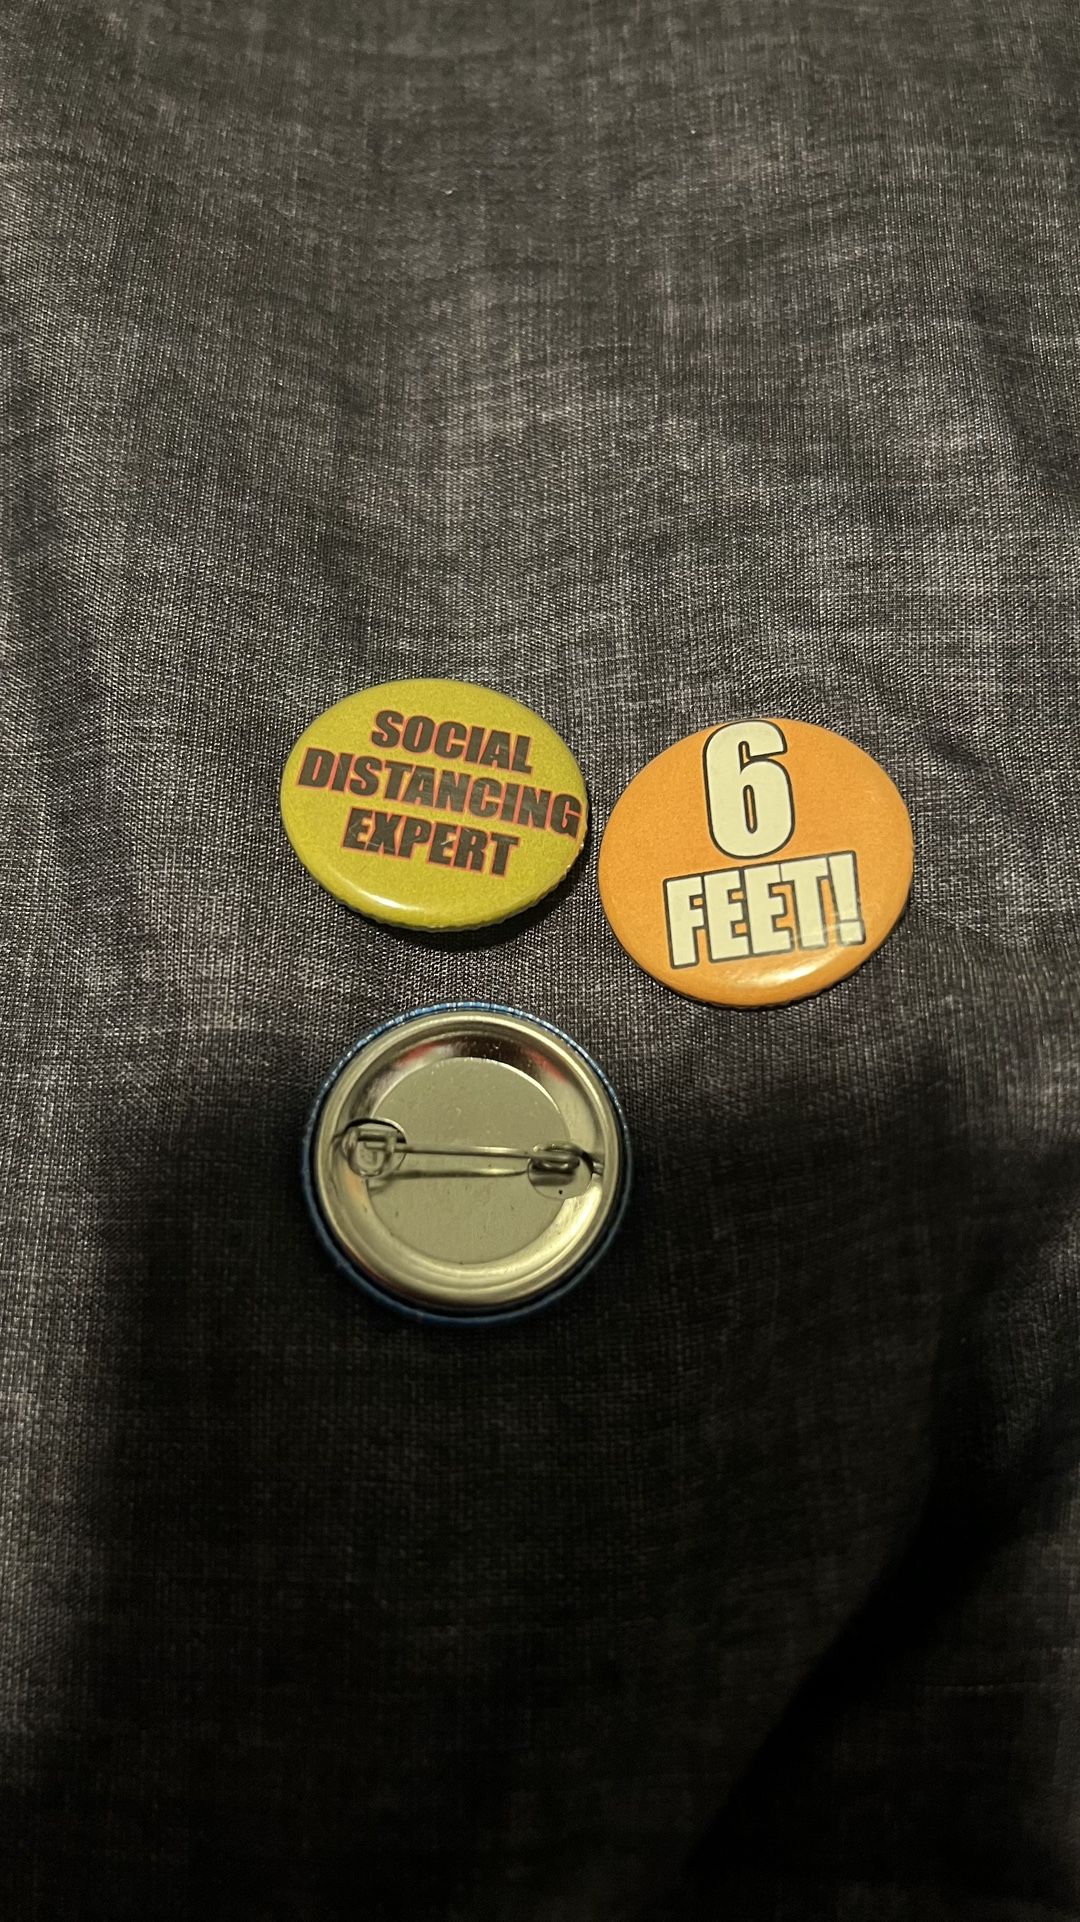 SOCIAL
DISTANCING
EXPERT
6
FEET!